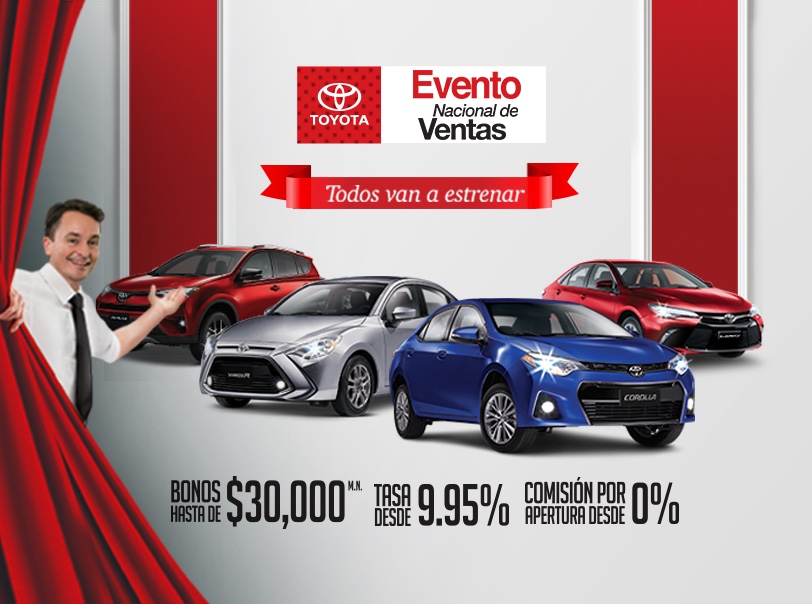 TOYOTA
Evento
Nacional de
Ventas
Todos van a estrenar
COROLLA
BONOS
HASTA DE
$30,000 M.N.
TASA
DESDE
9.95%
COMISIÓN POR
APERTURA DESDE
0%